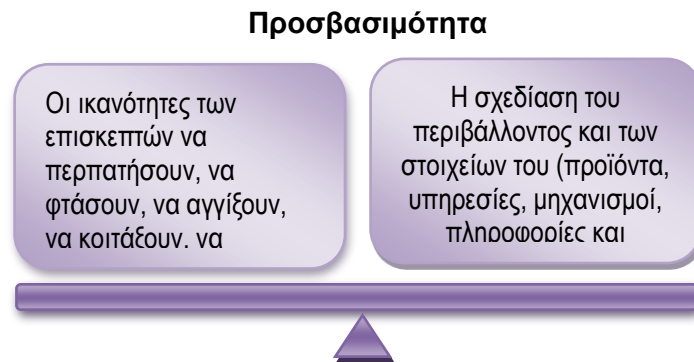 Προσβασιμότητα
Οι ικανότητες των
επισκεπτών να
περπατήσουν, να
φτάσουν, να αγγίξουν,
να κοιτάξουν, να
Η σχεδίαση του
περιβάλλοντος και των
στοιχείων του (προϊόντα,
υπηρεσίες, μηχανισμοί,
πληροφορίες και